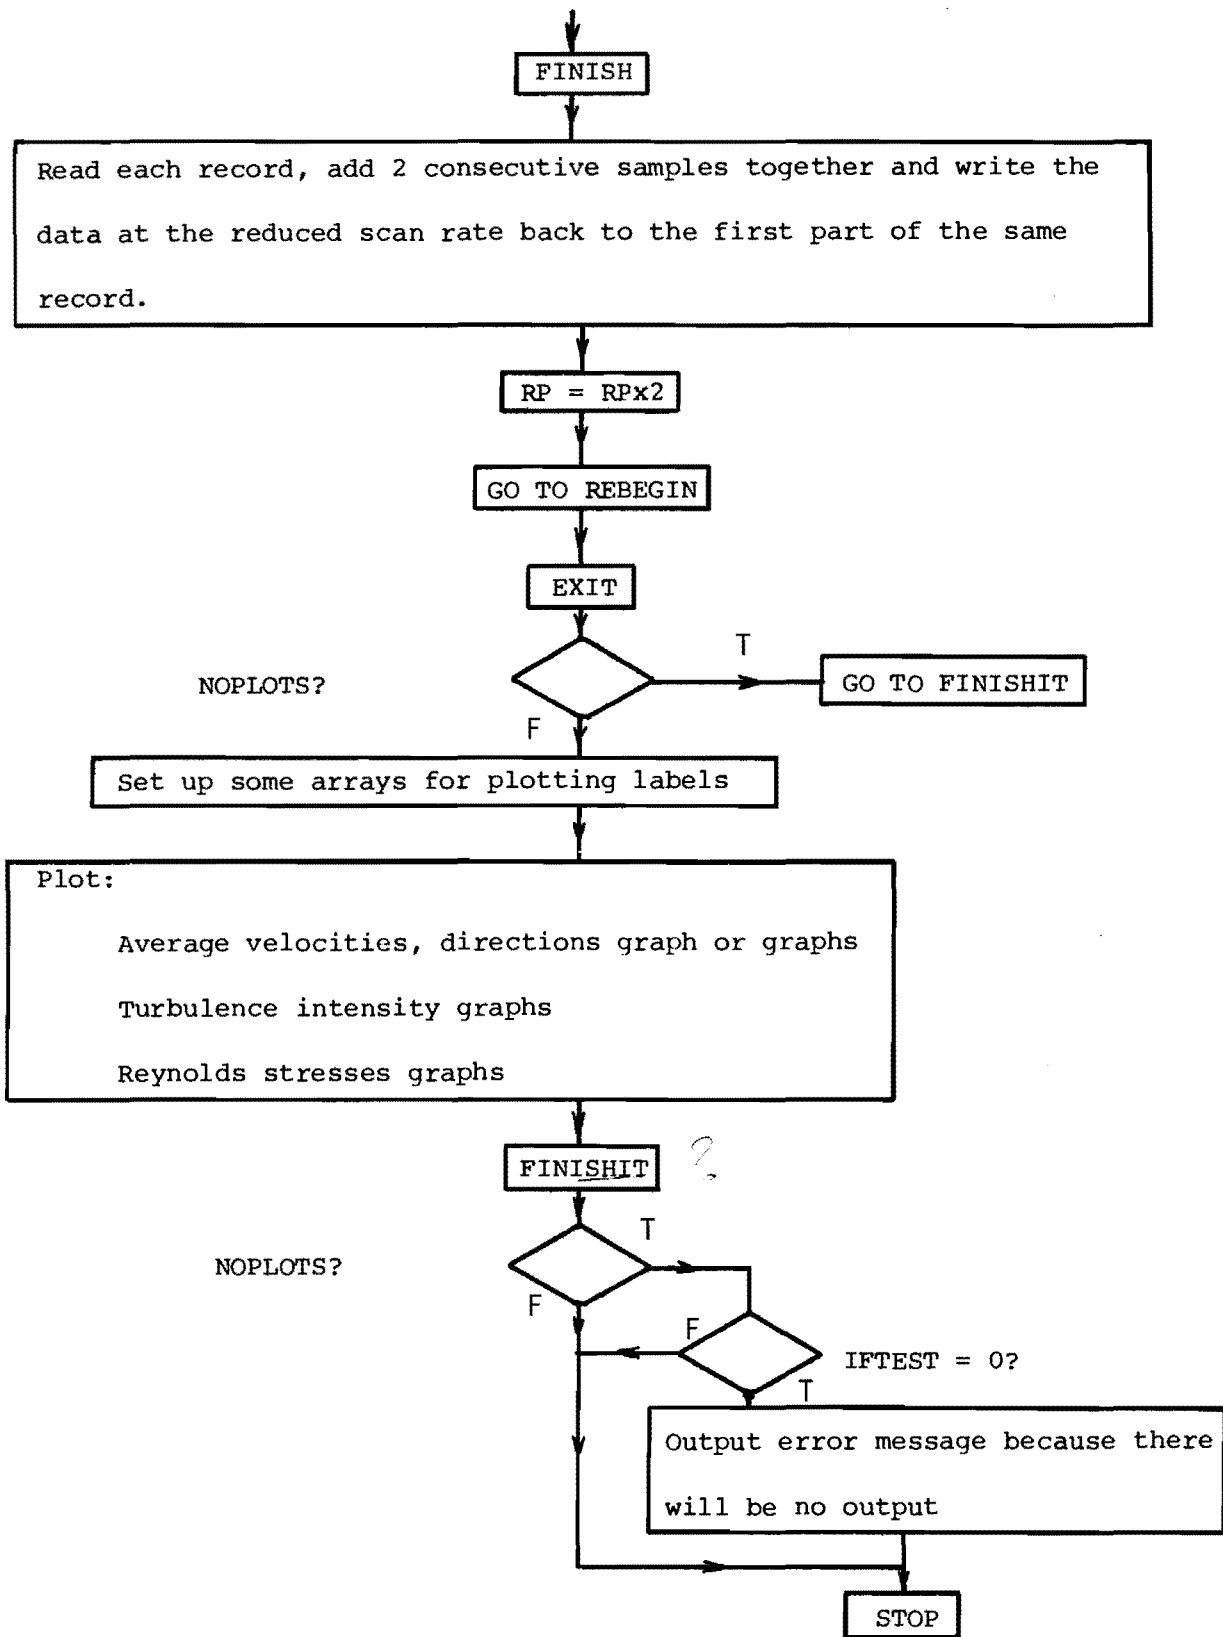 FINISH
Read each record, add 2 consecutive samples together and write the
data at the reduced scan rate back to the first part of the same
record.
RP = RPx2
GO TO REBEGIN
EXIT
T
NOPLOTS?
GO TO FINISHIT
F
Set up some arrays for plotting labels
Plot:
Average velocities, directions graph or graphs
Turbulence intensity graphs
Reynolds stresses graphs
FINISHIT ?
T
NOPLOTS?
F
F
IFTEST = 0?
T
Output error message because there
will be no output
STOP